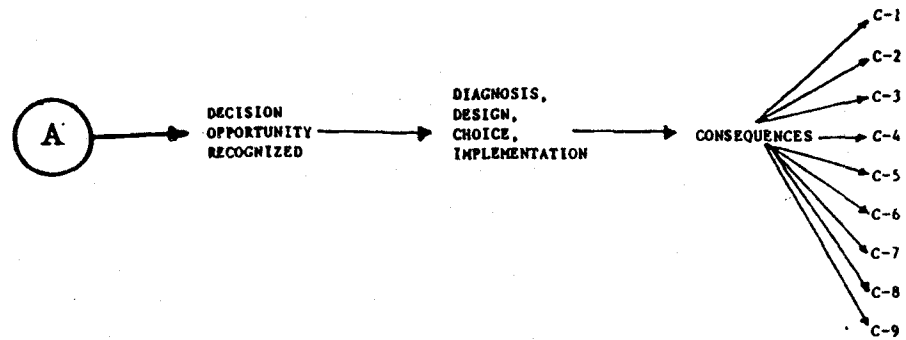 A
DECISION
OPPORTUNITY
RECOGNIZED
DIAGNOSIS,
DESIGN,
CHOICE,
IMPLEMENTATION
CONSEQUENCES
C-1
C-2
C-3
C-4
C-5
C-6
C-7
C-8
C-9